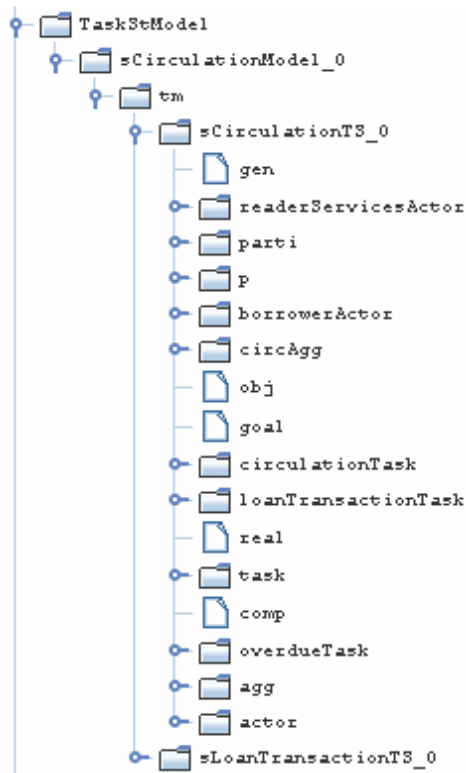 TaskStModel
sCirculationModel_0
tm
sCirculationTS_0
gen
readerServicesActor
parti
p
borrowerActor
circAgg
obj
goal
circulationTask
loanTransactionTask
real
task
comp
overdueTask
agg
actor
sLoanTransactionTS_0